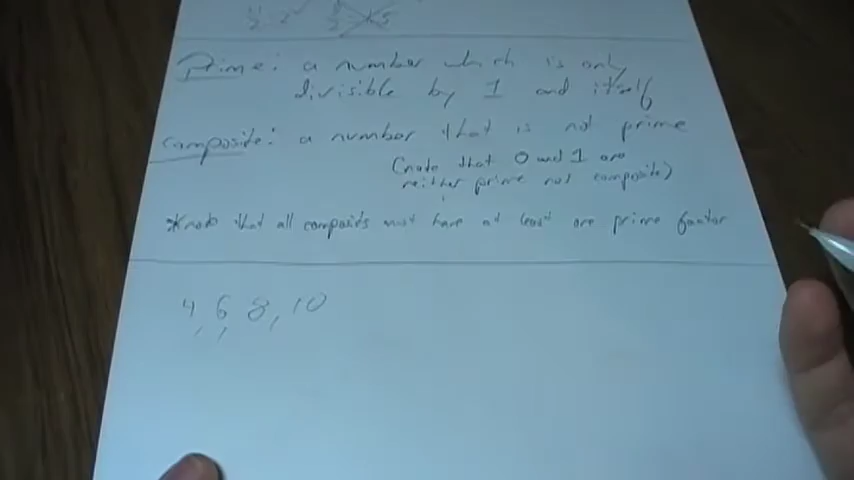 Prime: a number which is only
divisible by 1 and itself
Composite: a number that is not prime
(note that 0 and 1 are
neither prime not composite)
*note that all composits must have at least one prime factor
4, 6, 8, 10